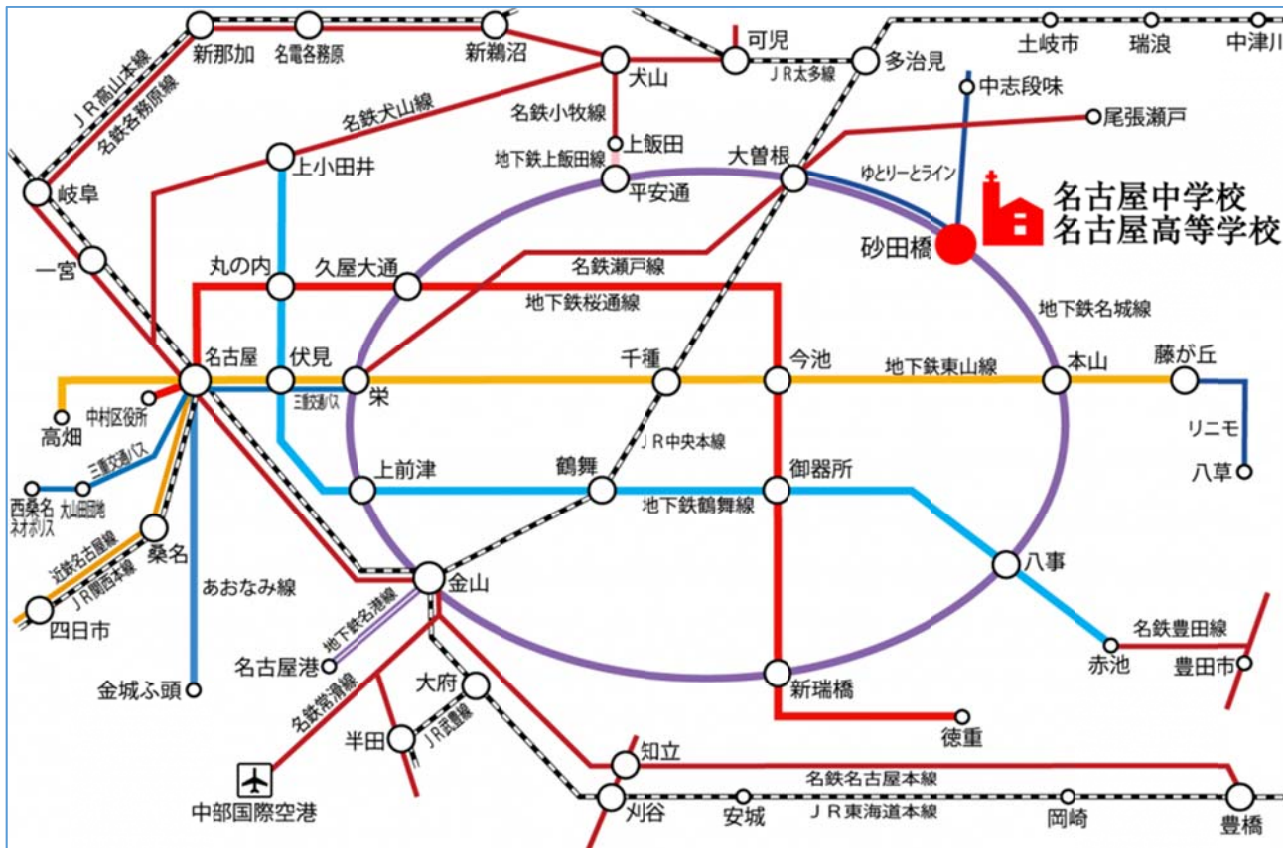 新那加
名電各務原
新鵜沼
可児
土岐市
瑞浪
中津川
犬山
JR太多線
多治見
JR高山本線
名鉄各務原線
名鉄犬山線
名鉄小牧線
中志段味
尾張瀬戸
上飯田
大曽根
地下鉄上飯田線
ゆとりーとライン
上小田井
岐阜
平安通
名古屋中学校
名古屋高等学校
砂田橋
一宮
丸の内
久屋大通
名鉄瀬戸線
地下鉄桜通線
地下鉄名城線
名古屋
伏見
千種
今池
地下鉄東山線
本山
藤が丘
栄
三重交通バス
中村区役所
高畑
リニモ
三重交通バス
JR中央本線
八草
上前津
鶴舞
御器所
地下鉄鶴舞線
西桑名
ネオポリス
大山田団地
桑名
近鉄名古屋線
JR関西本線
あおなみ線
金山
八事
四日市
地下鉄名港線
名鉄豊田線
赤池
豊田市
名古屋港
金城ふ頭
大府
新瑞橋
名鉄常滑線
半田
JR武豊線
徳重
知立
名鉄名古屋本線
中部国際空港
刈谷
安城
JR東海道本線
岡崎
豊橋